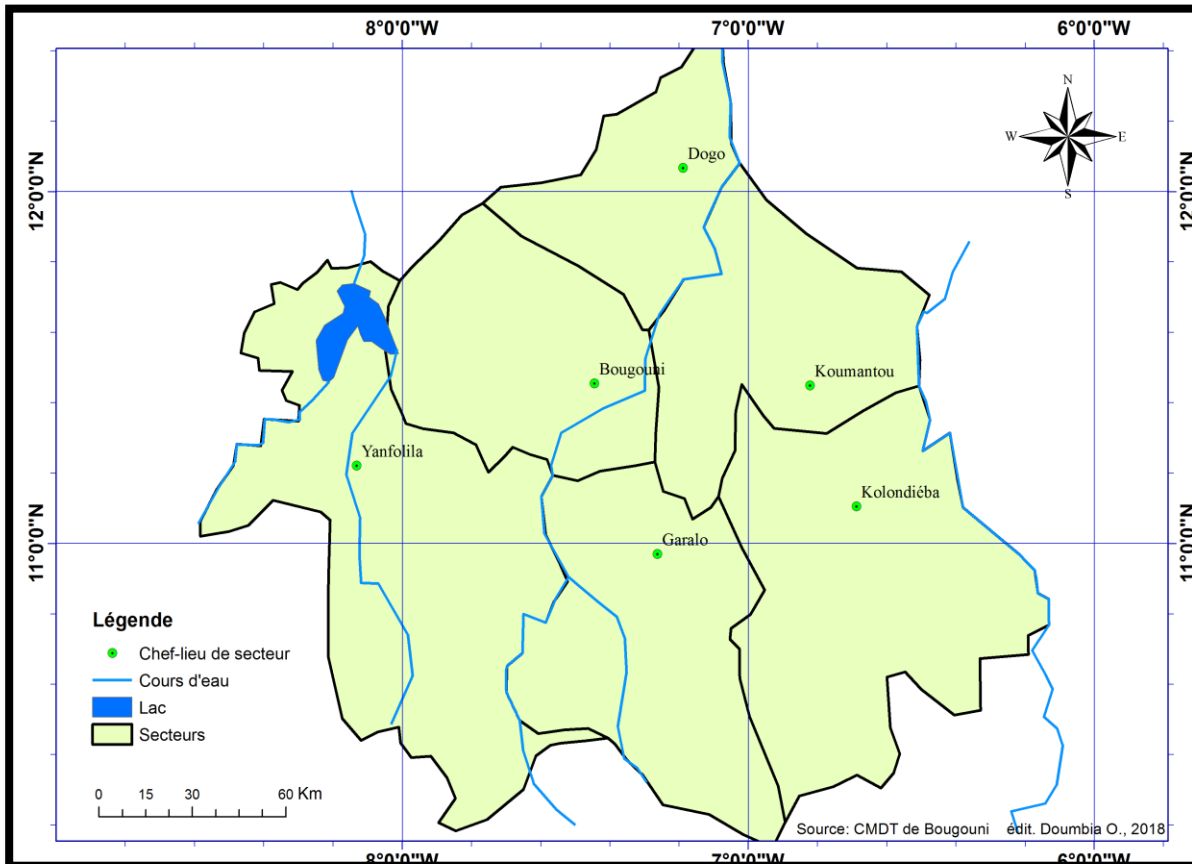 8°0'0"W 7°0'0"W 6°0'0"W
N
W E
S
Dogo
12°0'0"N 12°0'0"N
Bougouni
Koumantou
Yanfolila
Kolondiéba
Garalo
11°0'0"N 11°0'0"N
Légende
Chef-lieu de secteur
Cours d'eau
Lac
Secteurs
0 15 30 60 Km
Source: CMDT de Bougouni édit. Doumbia O., 2018
8°0'0"W 7°0'0"W 6°0'0"W